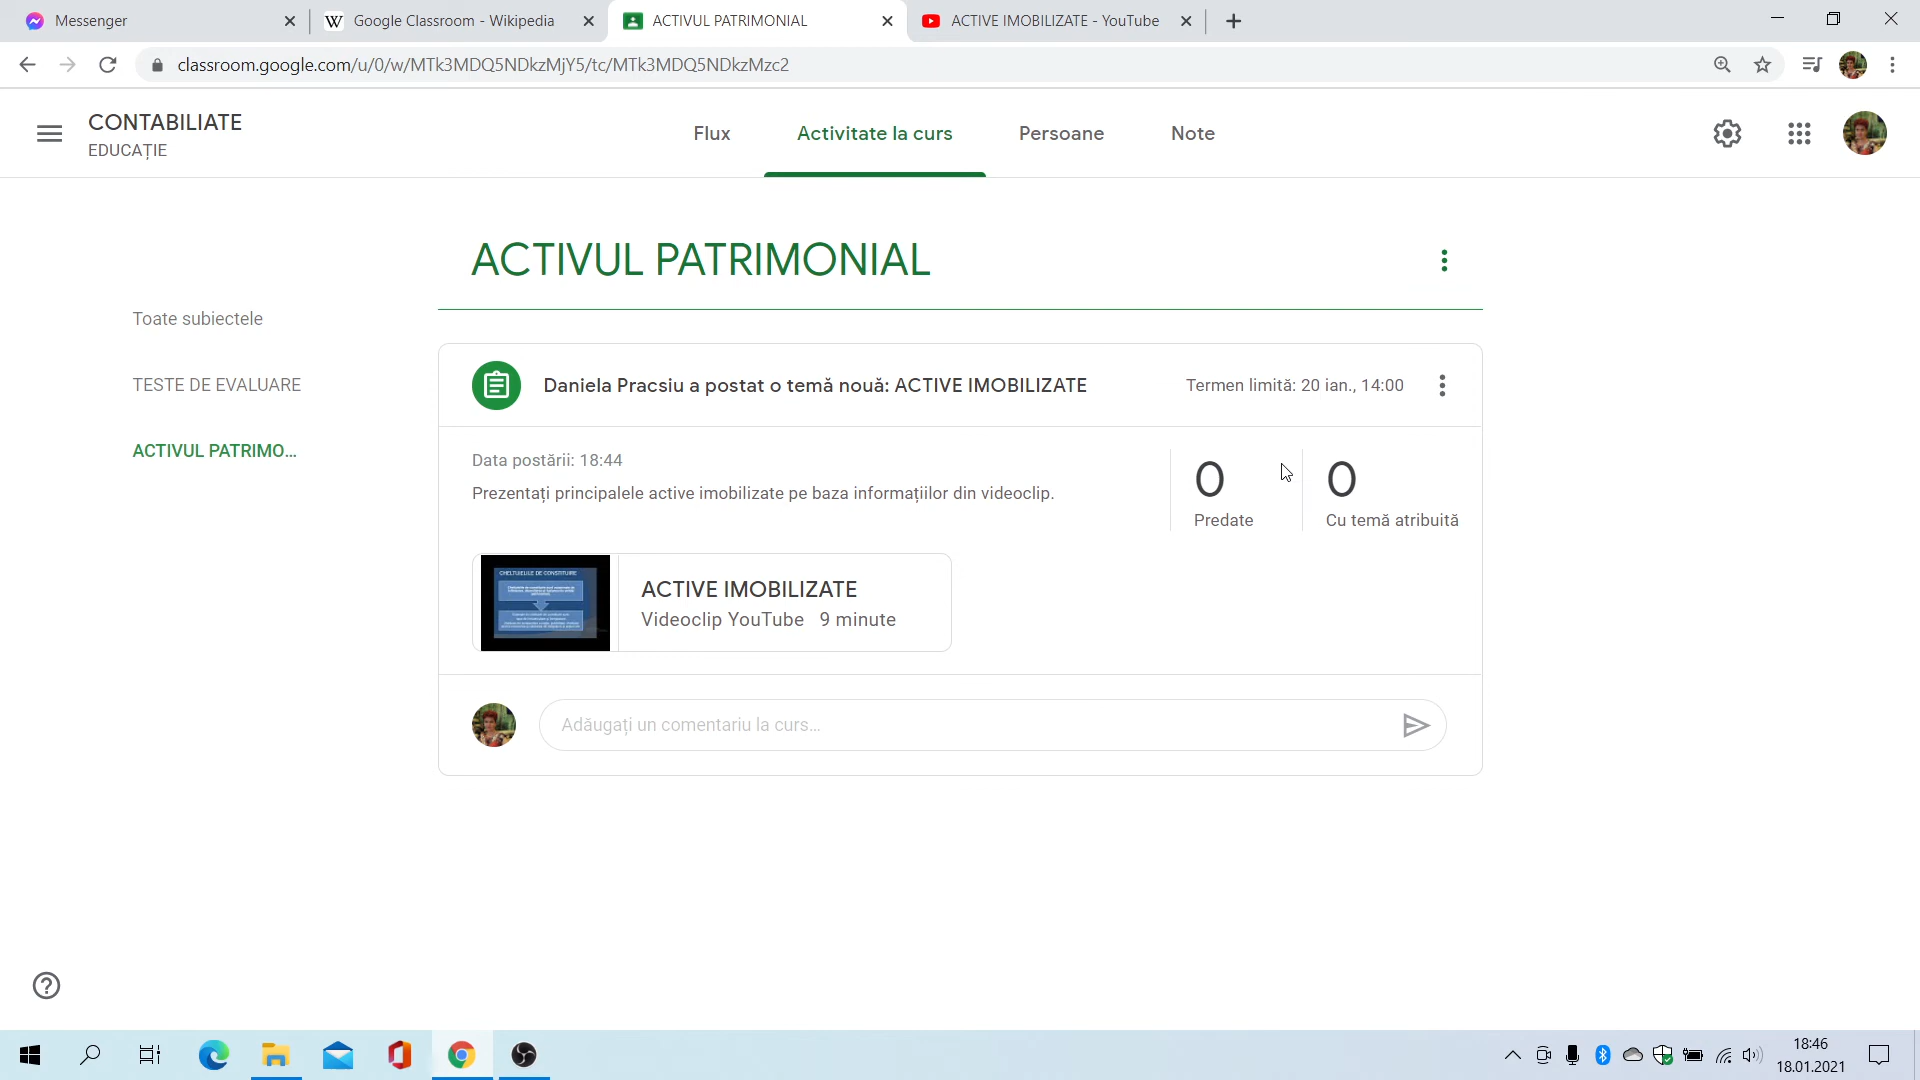 Messenger
Google Classroom - Wikipedia
ACTIVUL PATRIMONIAL
ACTIVE IMOBILIZATE - YouTube
classroom.google.com/u/0/w/MTk3MDQ5NDkzMjY5/tc/MTk3MDQ5NDkzMzc2
CONTABILIATE
EDUCAȚIE
Flux
Activitate la curs
Persoane
Note
ACTIVUL PATRIMONIAL
Toate subiectele
TESTE DE EVALUARE
ACTIVUL PATRIMO...
Daniela Pracsiu a postat o temă nouă: ACTIVE IMOBILIZATE
Termen limită: 20 ian., 14:00
Data postării: 18:44
Prezentați principalele active imobilizate pe baza informațiilor din videoclip.
0
Predate
0
Cu temă atribuită
CHELTUIELILE DE CONSTITUIRE
ACTIVE IMOBILIZATE
Videoclip YouTube 9 minute
Adăugați un comentariu la curs...
18:46
18.01.2021